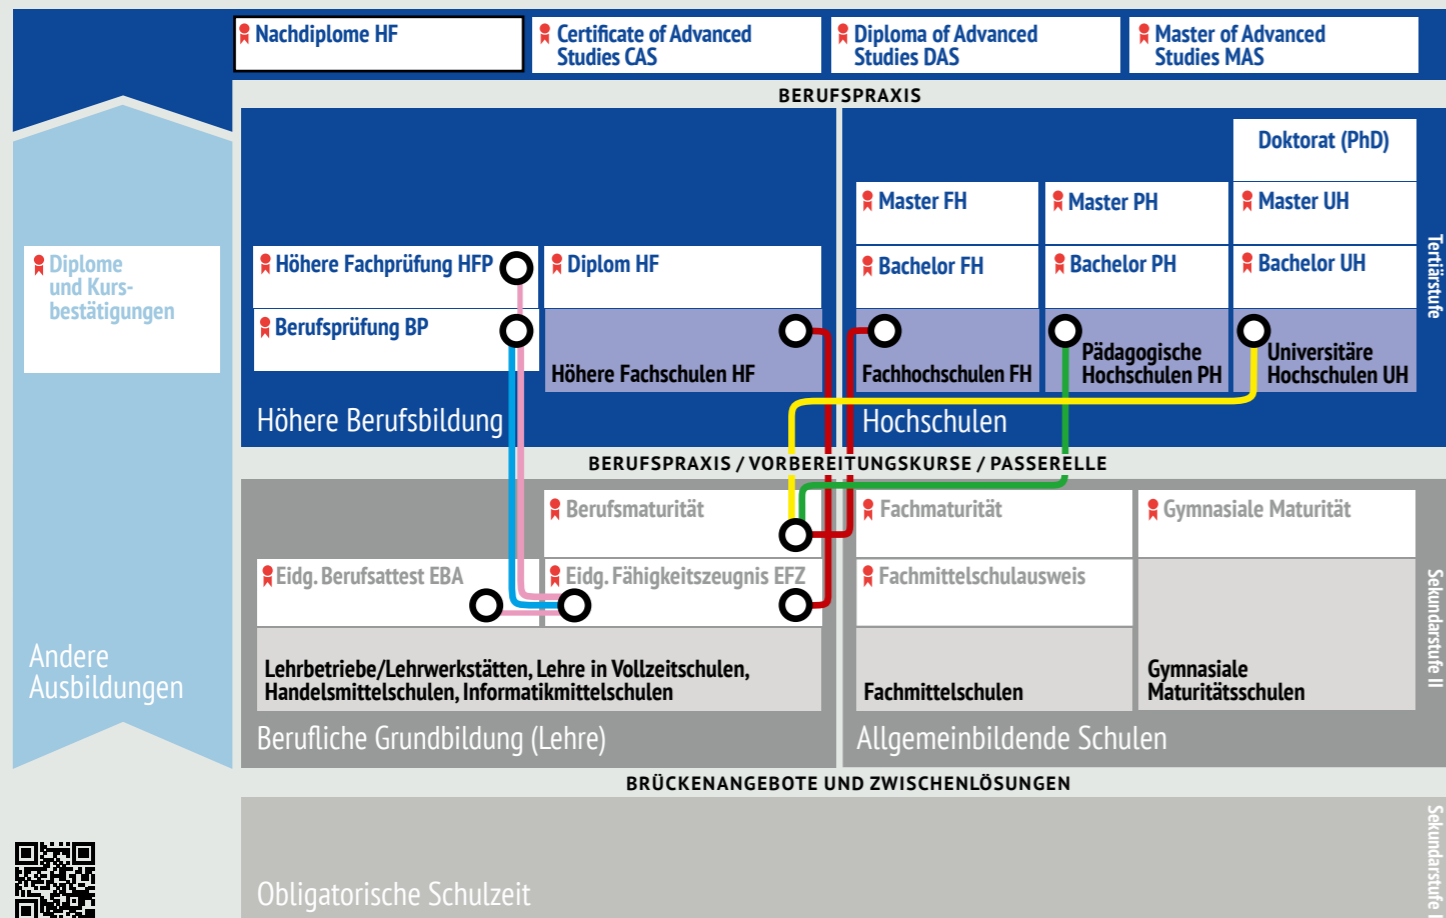 Nachdiplome HF
Certificate of Advanced
Studies CAS
Diploma of Advanced
Studies DAS
Master of Advanced
Studies MAS
BERUFSPRAXIS
Doktorat (PhD)
Master FH
Master PH
Master UH
Diplome
und Kurs-
bestätigungen
Höhere Fachprüfung HFP
Diplom HF
Bachelor FH
Bachelor PH
Bachelor UH
Tertiärstufe
Berufsprüfung BP
Höhere Fachschulen HF
Fachhochschulen FH
Pädagogische
Hochschulen PH
Universitäre
Hochschulen UH
Höhere Berufsbildung
Hochschulen
BERUFSPRAXIS / VORBEREITUNGSKURSE / PASSERELLE
Berufsmaturität
Fachmaturität
Gymnasiale Maturität
Eidg. Berufsattest EBA
Eidg. Fähigkeitszeugnis EFZ
Fachmittelschulausweis
Sekundarstufe II
Andere
Ausbildungen
Lehrbetriebe/Lehrwerkstätten, Lehre in Vollzeitschulen,
Handelsmittelschulen, Informatikmittelschulen
Fachmittelschulen
Gymnasiale
Maturitätsschulen
Berufliche Grundbildung (Lehre)
Allgemeinbildende Schulen
BRÜCKENANGEBOTE UND ZWISCHENLÖSUNGEN
Obligatorische Schulzeit
Sekundarstufe I